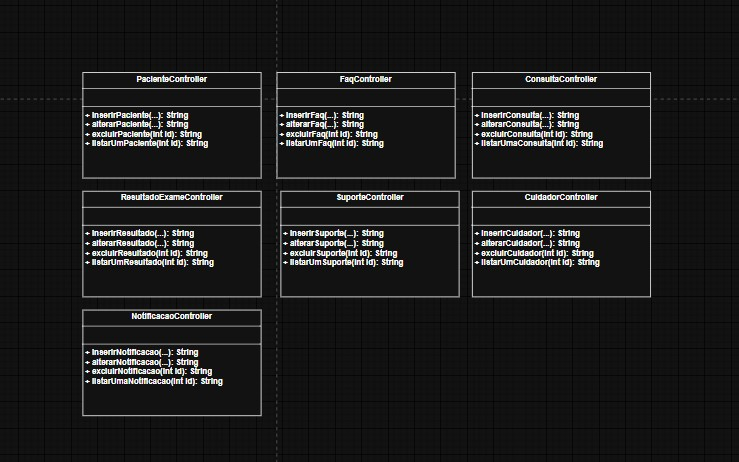 PacienteController
+ inserirPaciente(...): String
+ alterarPaciente(...): String
+ excluirPaciente(int id): String
+ listarUmPaciente(int id): String
FaqController
+ inserirFaq(...): String
+ alterarFaq(...): String
+ excluirFaq(int id): String
+ listarUmFaq(int id): String
ConsultaController
+ inserirConsulta(...): String
+ alterarConsulta(...): String
+ excluirConsulta(int id): String
+ listarUmaConsulta(int id): String
ResultadoExameController
+ inserirResultado(...): String
+ alterarResultado(...): String
+ excluirResultado(int id): String
+ listarUmResultado(int id): String
SuporteController
+ inserirSuporte(...): String
+ alterarSuporte(...): String
+ excluirSuporte(int id): String
+ listarUmSuporte(int id): String
CuidadorController
+ inserirCuidador(...): String
+ alterarCuidador(...): String
+ excluirCuidador(int id): String
+ listarUmCuidador(int id): String
NotificacaoController
+ inserirNotificacao(...): String
+ alterarNotificacao(...): String
+ excluirNotificacao(int id): String
+ listarUmaNotificacao(int id): String